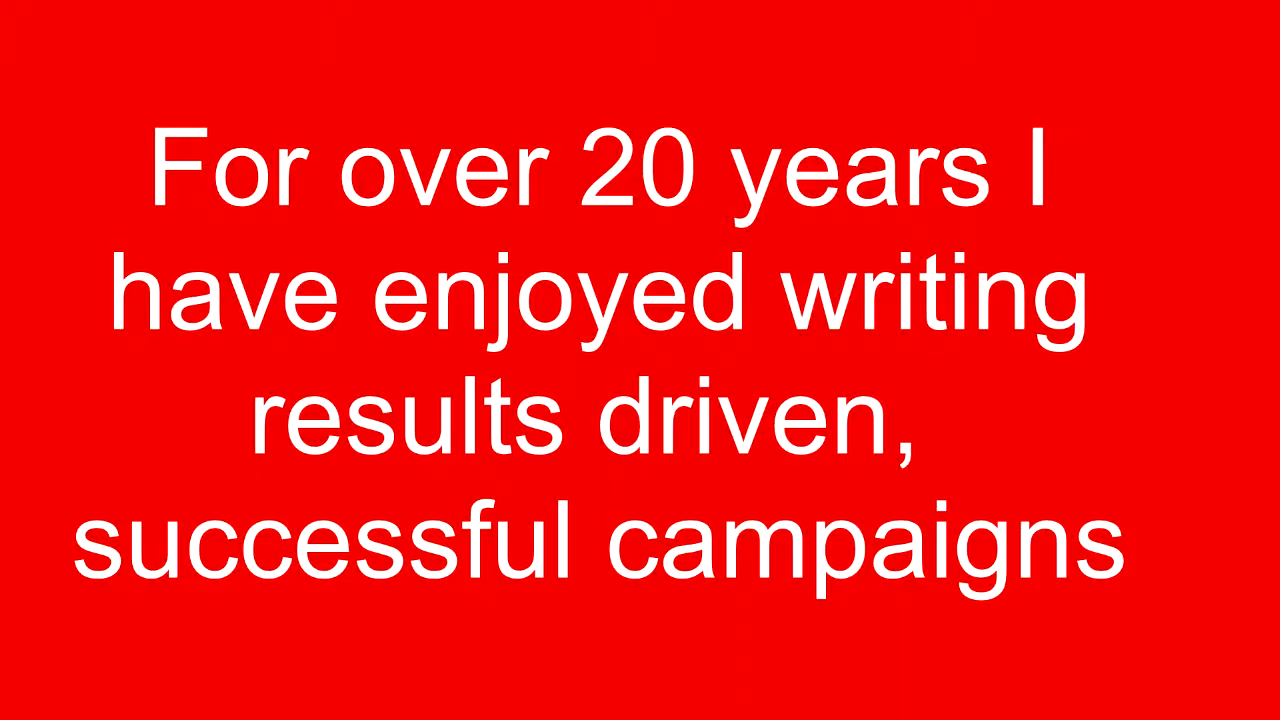 For over 20 years I
have enjoyed writing
results driven,
successful campaigns